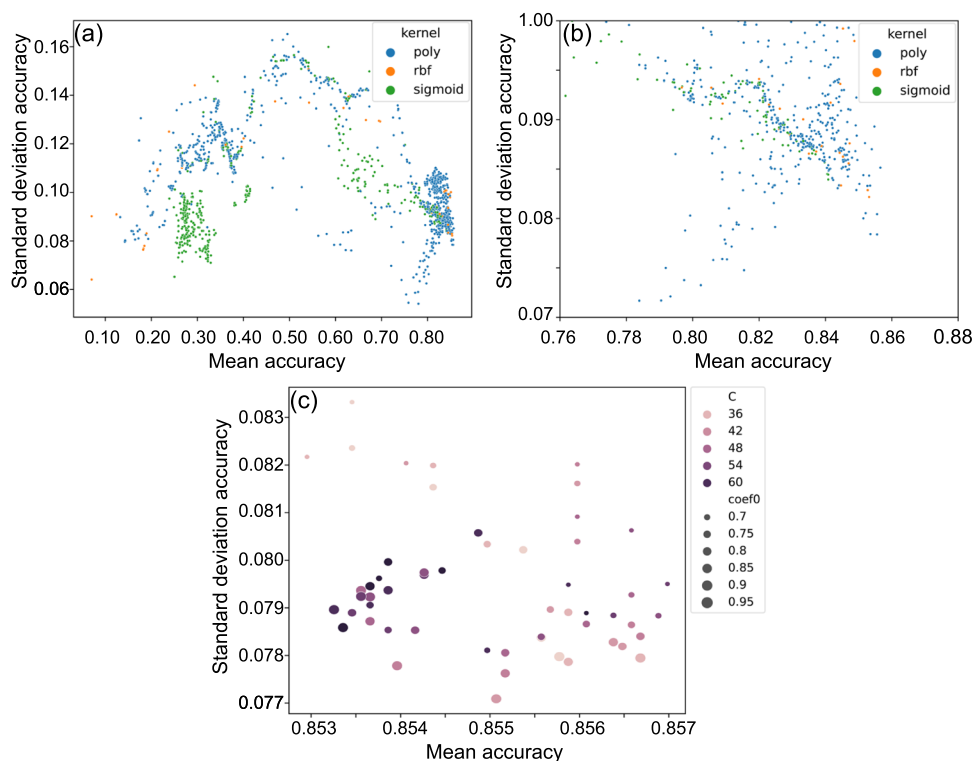 (a)
Standard deviation accuracy
0.16
0.14
0.12
0.10
0.08
0.06
0.10 0.20 0.30 0.40 0.50 0.60 0.70 0.80
Mean accuracy
kernel
poly
rbf
sigmoid
(b)
Standard deviation accuracy
1.00
0.09
0.08
0.07
0.76 0.78 0.80 0.82 0.84 0.86 0.88
Mean accuracy
kernel
poly
rbf
sigmoid
(c)
Standard deviation accuracy
0.083
0.082
0.081
0.080
0.079
0.078
0.077
0.853 0.854 0.855 0.856 0.857
Mean accuracy
C
36
42
48
54
60
coef0
0.7
0.75
0.8
0.85
0.9
0.95